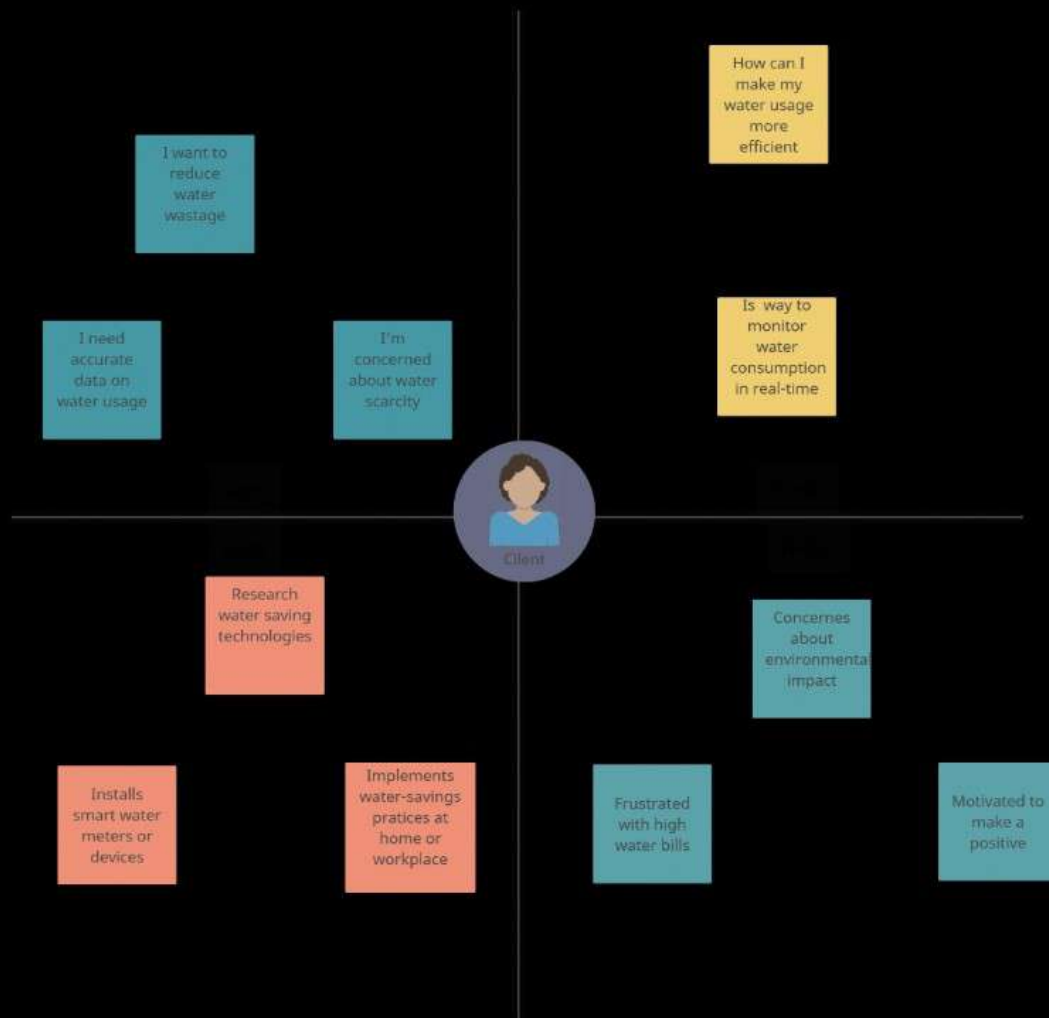 How can I
make my
water usage
more
efficient
I want to
reduce
water
wastage
Is way to
monitor
water
consumption
in real-time
I need
accurate
data on
water usage
I'm
concerned
about water
scarcity
Client
Research
water saving
technologies
Concernes
about
environmental
impact
Installs
smart water
meters or
devices
Implements
water-savings
pratices at
home or
workplace
Frustrated
with high
water bills
Motivated to
make a
positive